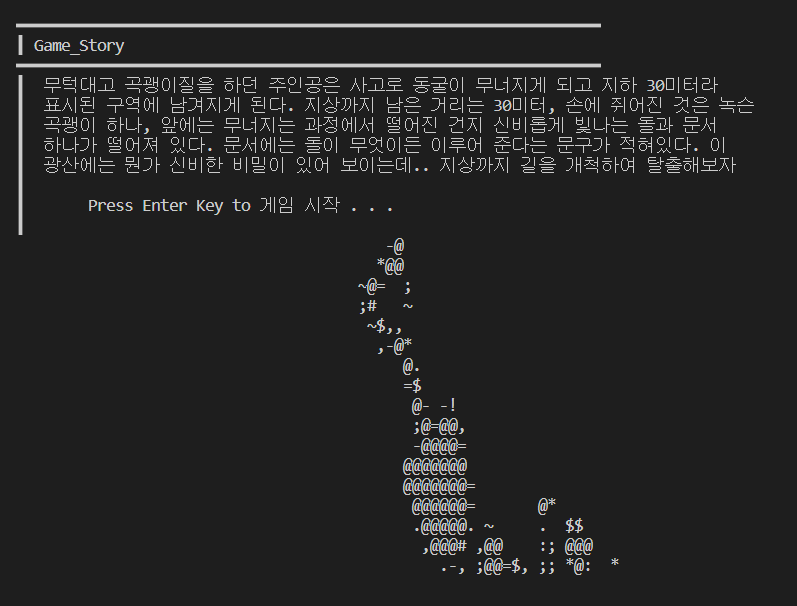 Game_Story
무턱대고 곡괭이질을 하던 주인공은 사고로 동굴이 무너지게 되고 지하 30미터라
표시된 구역에 남겨지게 된다. 지상까지 남은 거리는 30미터, 손에 쥐어진 것은 녹슨
곡괭이 하나, 앞에는 무너지는 과정에서 떨어진 건지 신비롭게 빛나는 돌과 문서
하나가 떨어져 있다. 문서에는 돌이 무엇이든 이루어 준다는 문구가 적혀있다. 이
광산에는 뭔가 신비한 비밀이 있어 보이는데.. 지상까지 길을 개척하여 탈출해보자
Press Enter Key to 게임 시작 . . .